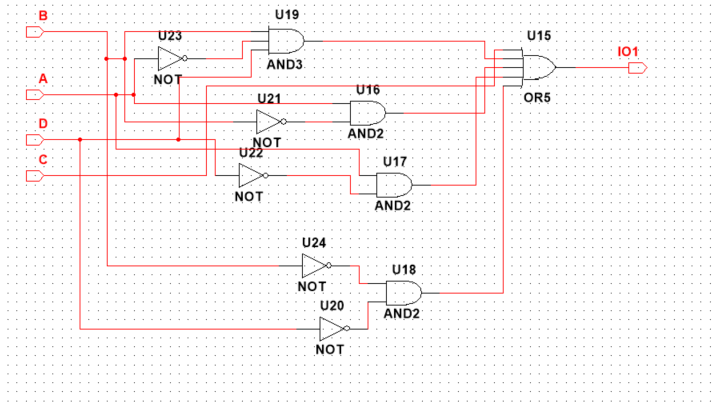 B
U19
U15
U23
IO1
AND3
A
NOT
U16
U21
OR5
D
AND2
NOT
U22
C
U17
NOT
AND2
U24
U18
NOT
U20
AND2
NOT